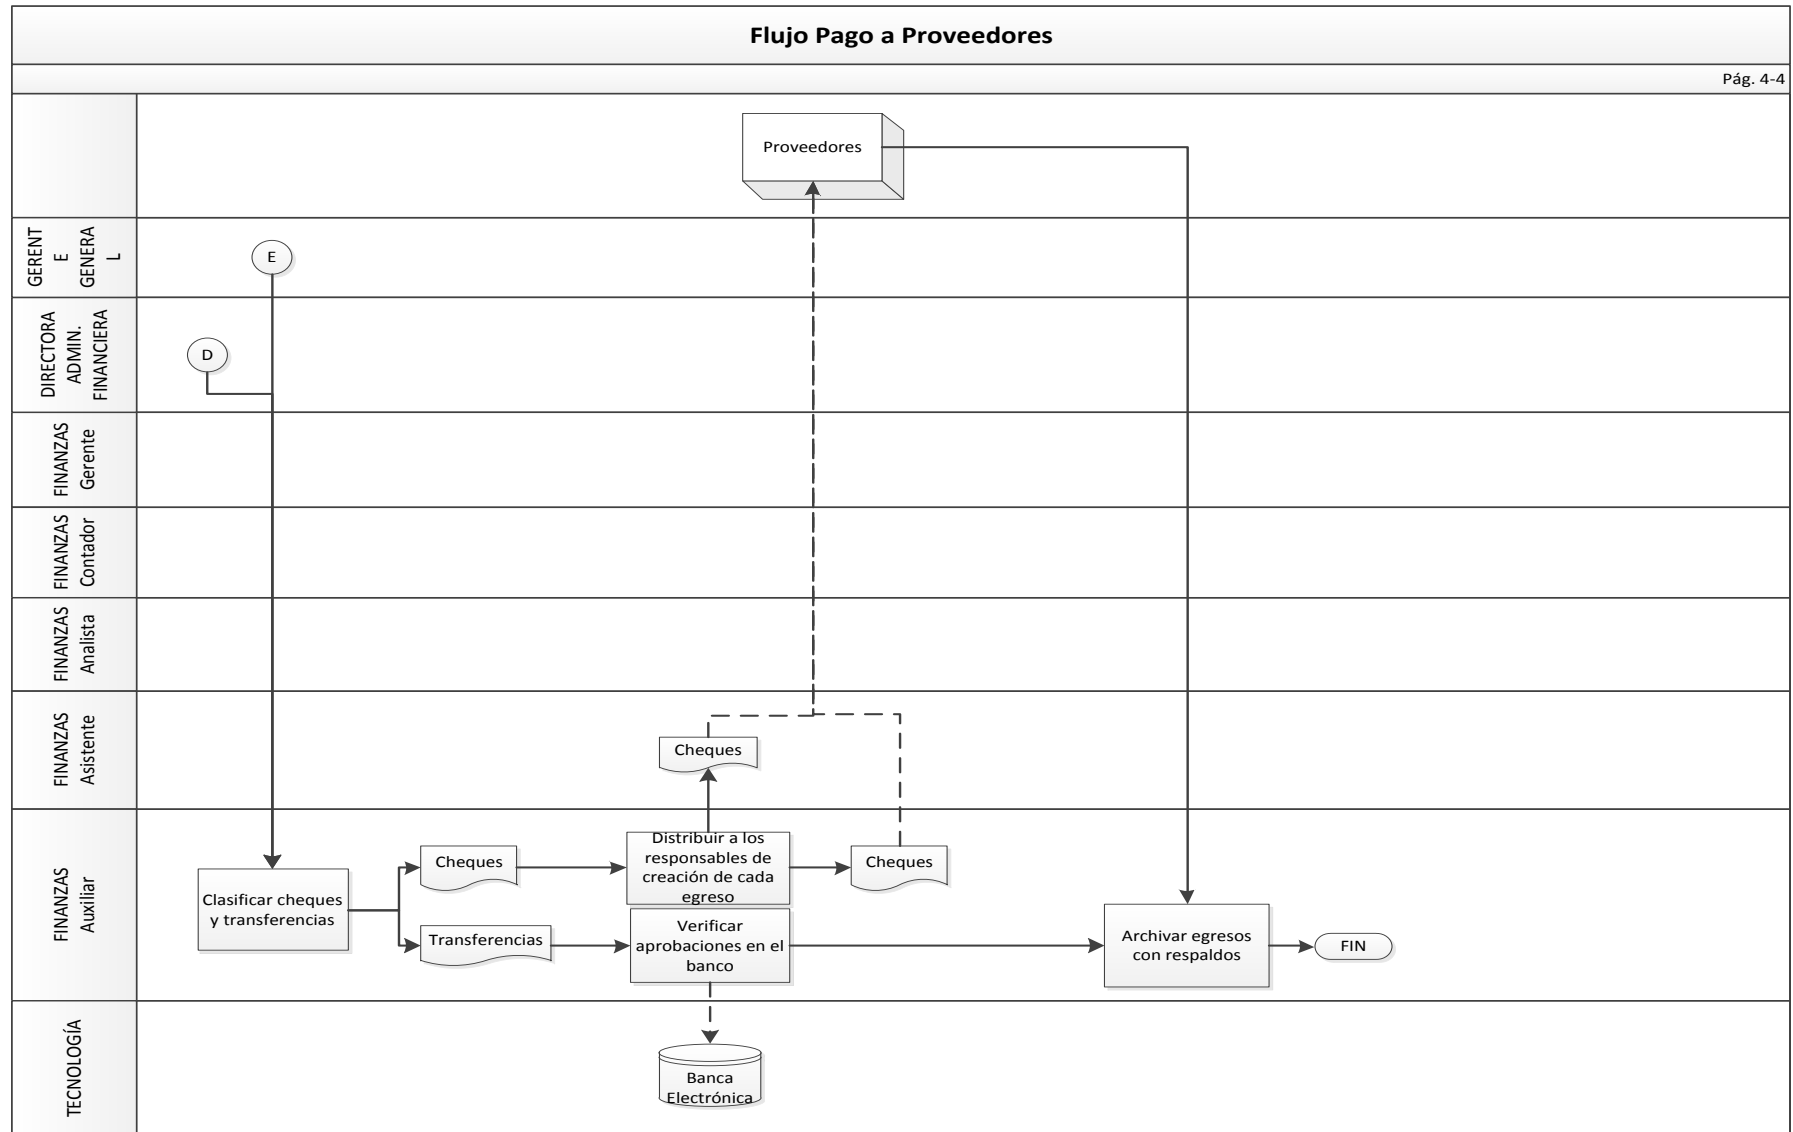 Flujo Pago a Proveedores
Pág. 4-4
Proveedores
GERENT
E
GENERA
L
E
DIRECTORA
ADMIN.
FINANCIERA
D
FINANZAS
Gerente
FINANZAS
Contador
FINANZAS
Analista
FINANZAS
Asistente
Cheques
FINANZAS
Auxiliar
Clasificar cheques
y transferencias
Cheques
Distribuir a los
responsables de
creación de cada
egreso
Cheques
Transferencias
Verificar
aprobaciones en el
banco
Archivar egresos
con respaldos
FIN
TECNOLOGÍA
Banca
Electrónica